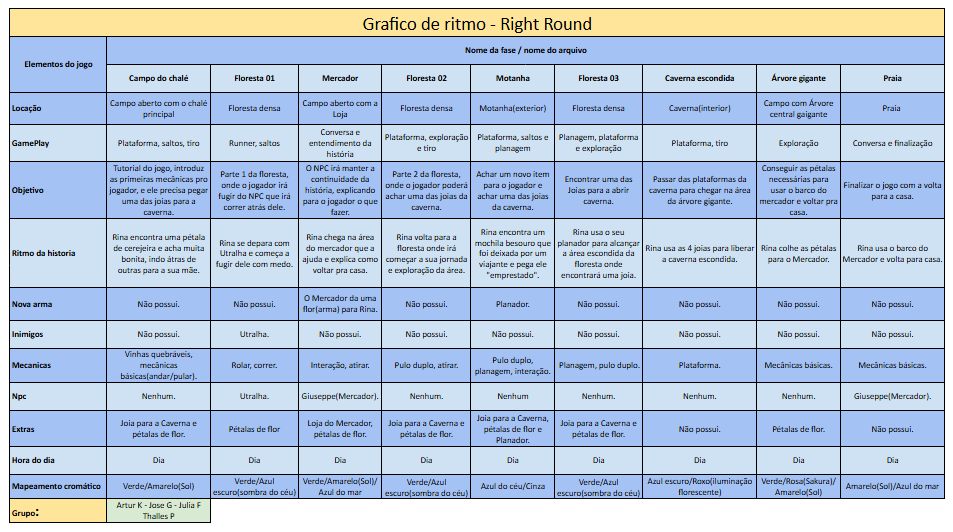 Grafico de ritmo - Right Round
Elementos do jogo
Nome da fase / nome do arquivo
Campo do chalé
Floresta 01
Mercador
Floresta 02
Motanha
Floresta 03
Caverna escondida
Árvore gigante
Praia
Locação
Campo aberto com o chalé
principal
Floresta densa
Campo aberto com a
Loja
Floresta densa
Motanha(exterior)
Floresta densa
Caverna(interior)
Campo com Árvore
central gaigante
Praia
GamePlay
Plataforma, saltos, tiro
Runner, saltos
Conversa e
entendimento da
história
Plataforma, exploração
e tiro
Plataforma, saltos e
planagem
Planagem, plataforma
e exploração
Plataforma, tiro
Exploração
Conversa e finalização
Objetivo
Tutorial do jogo, introduz
as primeiras mecânicas pro
jogador, e ele precisa pegar
uma das joias para a
caverna.
Parte 1 da floresta,
onde o jogador irá
fugir do NPC que irá
correr atrás dele.
O NPC irá manter a
continuidade da
história, explicando
para o jogador o que
fazer.
Parte 2 da floresta,
onde o jogador poderá
achar uma das joias da
caverna.
Achar um novo item
para o jogador e
achar uma das joias
da caverna.
Encontrar uma das
Joias para a abrir
caverna.
Passar das plataformas da
caverna para chegar na área
da árvore gigante.
Conseguir as pétalas
necessárias para
usar o barco do
mercador e voltar pra
casa.
Finalizar o jogo com a volta
para a casa.
Ritmo da historia
Rina encontra uma pétala
de cerejeira e acha muita
bonita, indo átras de
outras para a sua mãe.
Rina se depara com
Utralha e começa a
fugir dele com medo.
Rina chega na área
do mercador que a
ajuda e explica como
voltar pra casa.
Rina volta para a
floresta onde irá
começar a sua jornada
e exploração da área.
Rina encontra um
mochila besouro que
foi deixada por um
viajante e pega ele
"emprestado".
Rina usa o seu
planador para alcançar
a área escondida da
floresta onde
encontrará uma joia.
Rina usa as 4 joias para liberar
a caverna escondida.
Rina colhe as pétalas
para o Mercador.
Rina usa o barco do
Mercador e volta para casa.
Nova arma
Não possui.
Não possui.
O Mercador da uma
flor(arma) para Rina.
Não possui.
Planador.
Não possui.
Não possui.
Não possui.
Não possui.
Inimigos
Não possui.
Utralha.
Não possui.
Não possui.
Não possui.
Não possui.
Não possui.
Não possui.
Não possui.
Mecanicas
Vinhas quebráveis,
mecânicas
básicas(andar/pular).
Rolar, correr.
Interação, atirar.
Pulo duplo, atirar.
Pulo duplo,
planagem, interação.
Planagem, pulo duplo.
Plataforma.
Mecânicas básicas.
Mecânicas básicas.
Npc
Nenhum.
Utralha.
Giuseppe(Mercador).
Nenhum.
Nenhum
Nenhum.
Nenhum.
Nenhum.
Giuseppe(Mercador).
Extras
Joia para a Caverna e
pétalas de flor.
Pétalas de flor
Loja do Mercador,
pétalas de flor.
Joia para a Caverna e
pétalas de flor.
Joia para a Caverna,
pétalas de flor e
Planador.
Joia para a Caverna e
pétalas de flor.
Não possui.
Pétalas de flor.
Não possui.
Hora do dia
Dia
Dia
Dia
Dia
Dia
Dia
Dia
Dia
Dia
Mapeamento cromático
Verde/Amarelo(Sol)
Verde/Azul
escuro(sombra do céu)
Verde/Amarelo(Sol)/
Azul do mar
Verde/Azul
escuro(sombra do céu)
Azul do céu/Cinza
Verde/Azul
escuro(sombra do céu)
Azul escuro/Roxo(iluminação
florescente)
Verde/Rosa(Sakura)/
Amarelo(Sol)
Amarelo(Sol)/Azul do mar
Grupo:
Artur K - Jose G - Julia F
Thalles P